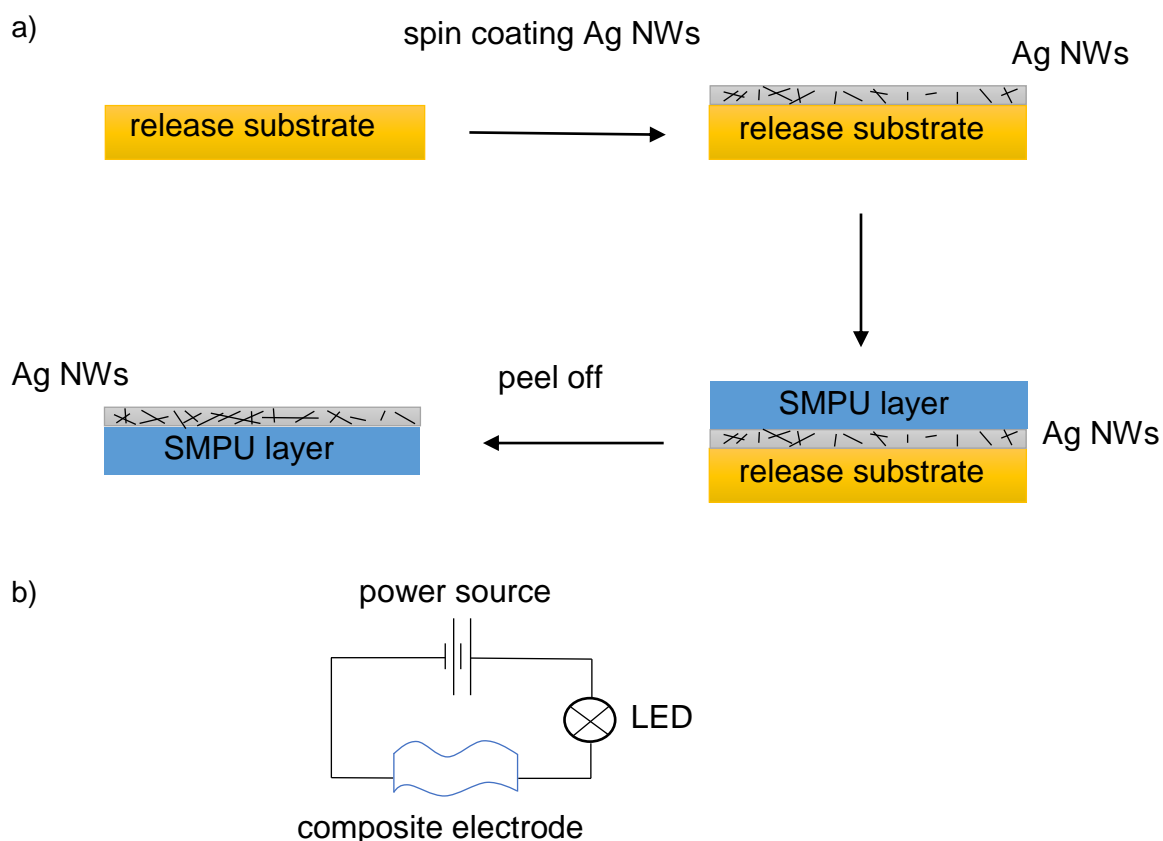 a)
spin coating Ag NWs
Ag NWs
release substrate
release substrate
Ag NWs
peel off
SMPU layer
SMPU layer
Ag NWs
release substrate
b)
power source
LED
composite electrode